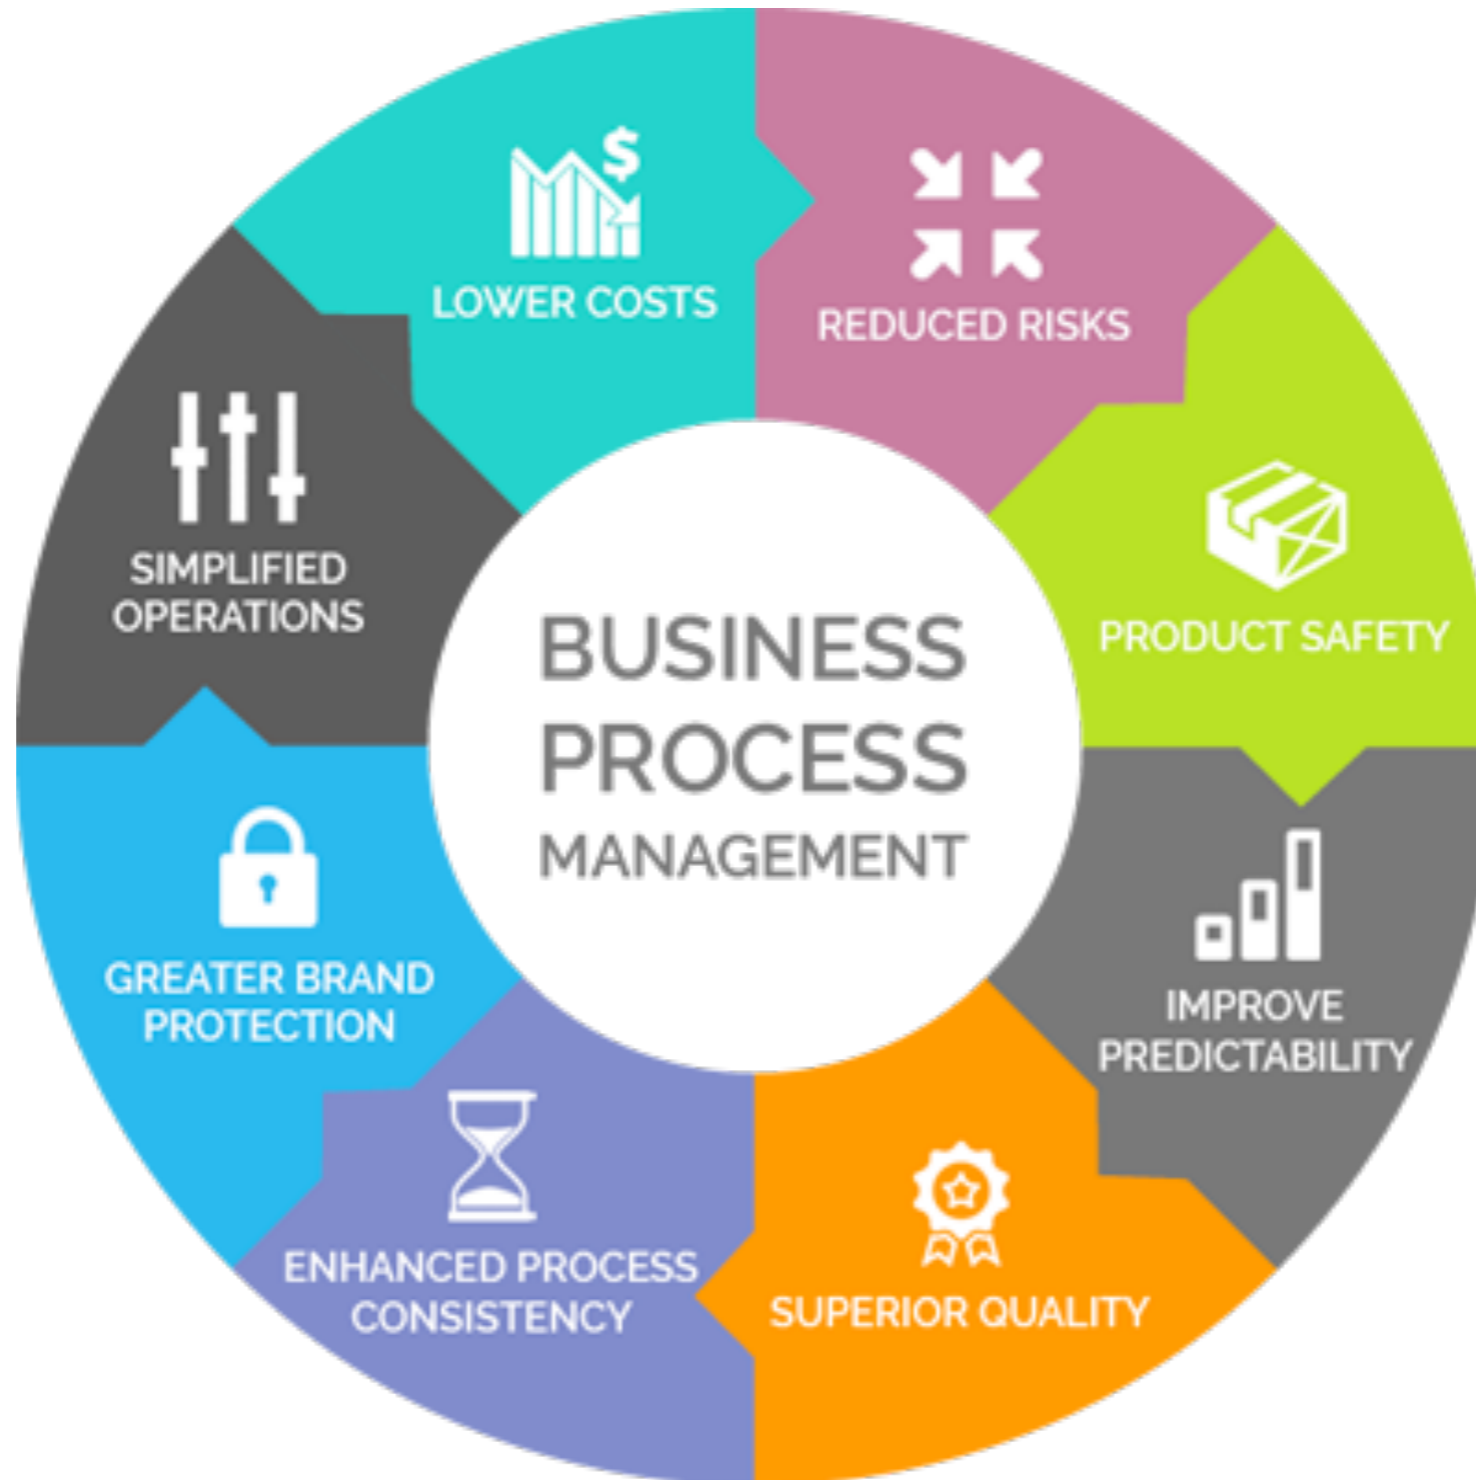 LOWER COSTS
REDUCED RISKS
PRODUCT SAFETY
IMPROVE
PREDICTABILITY
SUPERIOR QUALITY
ENHANCED PROCESS
CONSISTENCY
GREATER BRAND
PROTECTION
SIMPLIFIED
OPERATIONS
BUSINESS
PROCESS
MANAGEMENT